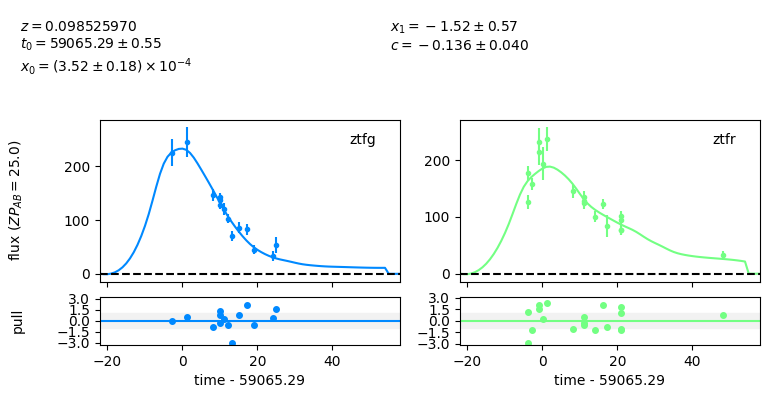 z = 0.098525970
t₀ = 59065.29 ± 0.55
x₀ = (3.52 ± 0.18) × 10⁻⁴
x₁ = −1.52 ± 0.57
c = −0.136 ± 0.040
flux (ZP_{AB} = 25.0)
200
100
0
ztfg
200
100
0
ztfr
pull
3.0
1.5
0.0
−1.5
−3.0
−20
0
20
40
time - 59065.29
3.0
1.5
0.0
−1.5
−3.0
−20
0
20
40
time - 59065.29